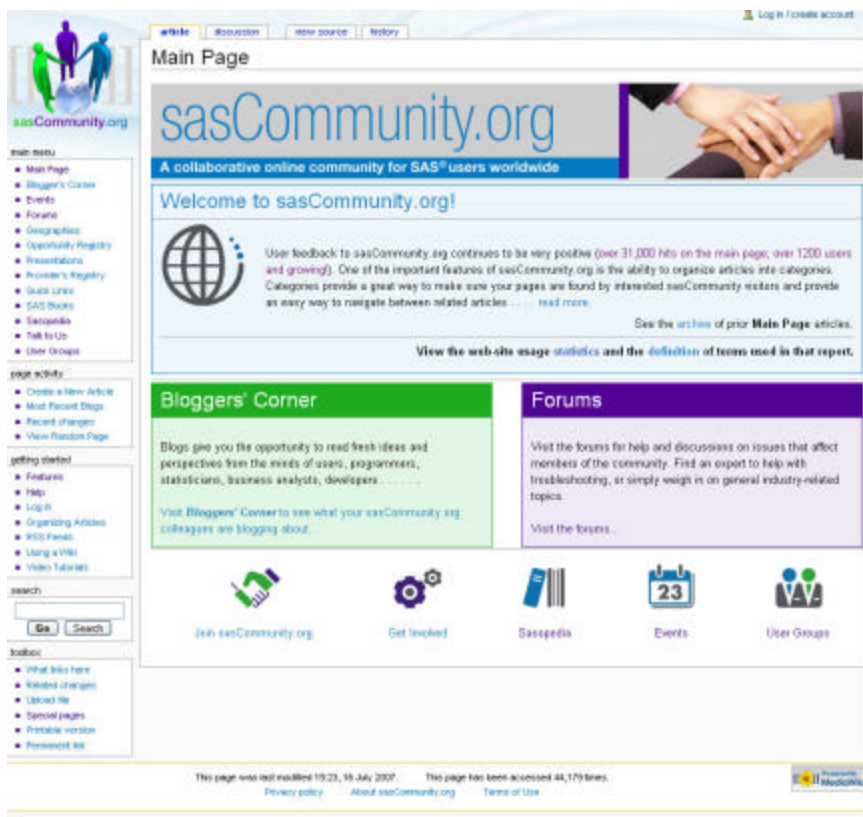 Log in / create account
article discussion view source history
Main Page
sasCommunity.org
sasCommunity.org
A collaborative online community for SAS® users worldwide
main menu
Main Page
Blogger's Corner
Events
Forums
Geographies
Opportunity Registry
Presentations
Provider's Registry
Quick Links
SAS Books
Sasopedia
Talk to Us
User Groups
page activity
Create a New Article
Most Recent Blogs
Recent changes
View Random Page
getting started
Features
Help
Log in
Organizing Articles
RSS Feeds
Using a Wiki
Video Tutorials
search
Go Search
toolbox
What links here
Related changes
Upload file
Special pages
Printable version
Permanent link
Welcome to sasCommunity.org!
User feedback to sasCommunity.org continues to be very positive (over 31,000 hits on the main page; over 1200 users
and growing!). One of the important features of sasCommunity.org is the ability to organize articles into categories.
Categories provide a great way to make sure your pages are found by interested sasCommunity visitors and provide
an easy way to navigate between related articles . . . . . read more.
See the archive of prior Main Page articles.
View the web-site usage statistics and the definition of terms used in that report.
Bloggers' Corner
Blogs give you the opportunity to read fresh ideas and
perspectives from the minds of users, programmers,
statisticians, business analysts, developers . . . . . . .
Visit Bloggers' Corner to see what your sasCommunity.org
colleagues are blogging about.
Forums
Visit the forums for help and discussions on issues that affect
members of the community. Find an expert to help with
troubleshooting, or simply weigh in on general industry-related
topics.
Visit the forums.
23
Join sasCommunity.org Get Involved Sasopedia Events User Groups
This page was last modified 19:23, 16 July 2007. This page has been accessed 44,179 times.
Privacy policy About sasCommunity.org Terms of Use
MediaWiki